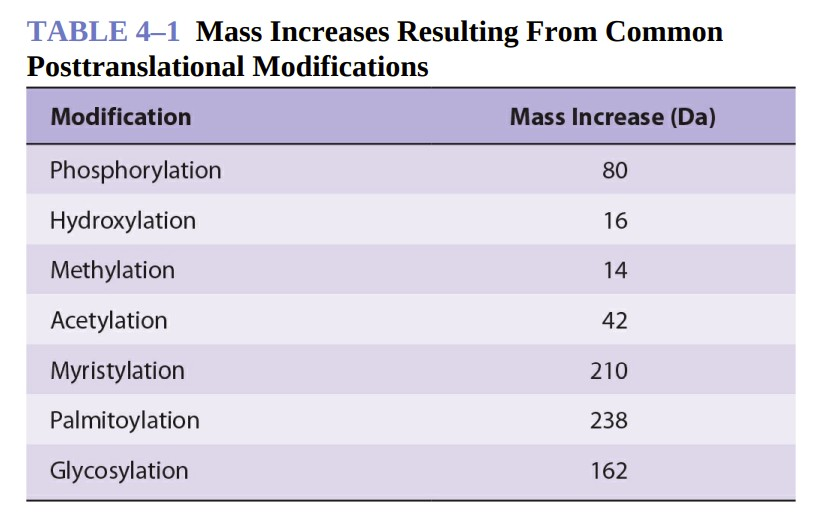 TABLE 4–1 Mass Increases Resulting From Common
Posttranslational Modifications
Modification Mass Increase (Da)
Phosphorylation 80
Hydroxylation 16
Methylation 14
Acetylation 42
Myristylation 210
Palmitoylation 238
Glycosylation 162